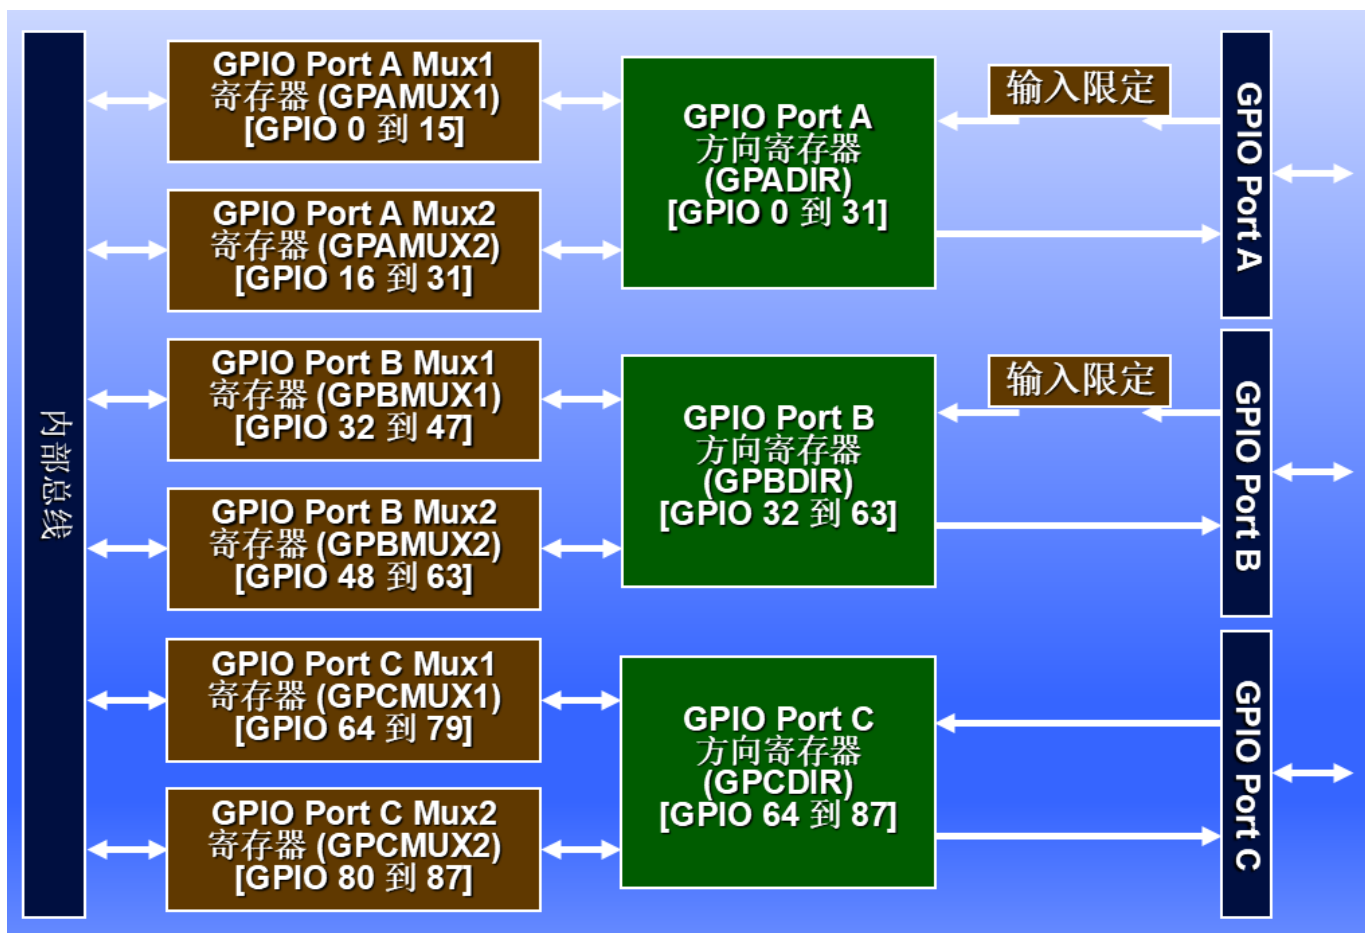 内部总线
GPIO Port A Mux1
寄存器 (GPAMUX1)
[GPIO 0 到 15]
GPIO Port A Mux2
寄存器 (GPAMUX2)
[GPIO 16 到 31]
GPIO Port B Mux1
寄存器 (GPBMUX1)
[GPIO 32 到 47]
GPIO Port B Mux2
寄存器 (GPBMUX2)
[GPIO 48 到 63]
GPIO Port C Mux1
寄存器 (GPCMUX1)
[GPIO 64 到 79]
GPIO Port C Mux2
寄存器 (GPCMUX2)
[GPIO 80 到 87]
GPIO Port A
方向寄存器
(GPADIR)
[GPIO 0 到 31]
GPIO Port B
方向寄存器
(GPBDIR)
[GPIO 32 到 63]
GPIO Port C
方向寄存器
(GPCDIR)
[GPIO 64 到 87]
输入限定
输入限定
GPIO Port A
GPIO Port B
GPIO Port C